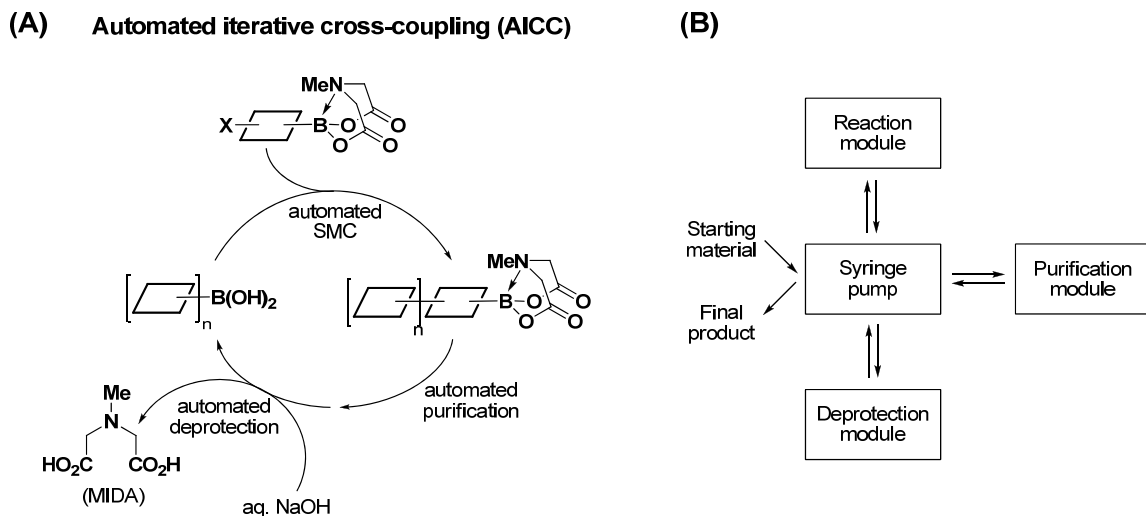 (A) Automated iterative cross-coupling (AICC)
MeN
X
B
O
O
O
O
automated
SMC
B(OH)2
n
MeN
B
O
O
O
O
n
automated
purification
automated
deprotection
Me
N
HO2C
CO2H
(MIDA)
aq. NaOH
(B)
Reaction
module
Starting
material
Syringe
pump
Purification
module
Final
product
Deprotection
module